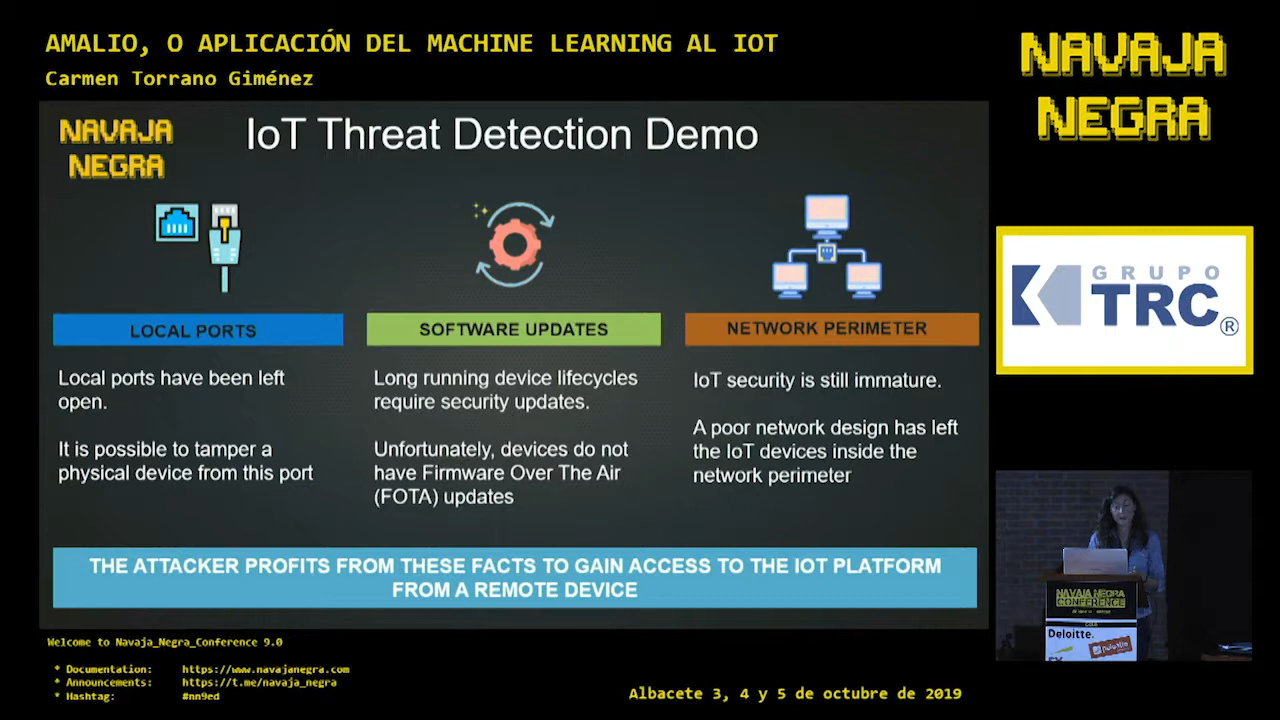 AMALIO, O APLICACIÓN DEL MACHINE LEARNING AL IOT
Carmen Torrano Giménez
NAVAJA
NEGRA
NAVAJA
NEGRA
IoT Threat Detection Demo
LOCAL PORTS
Local ports have been left
open.
It is possible to tamper a
physical device from this port
SOFTWARE UPDATES
Long running device lifecycles
require security updates.
Unfortunately, devices do not
have Firmware Over The Air
(FOTA) updates
NETWORK PERIMETER
IoT security is still immature.
A poor network design has left
the IoT devices inside the
network perimeter
THE ATTACKER PROFITS FROM THESE FACTS TO GAIN ACCESS TO THE IOT PLATFORM
FROM A REMOTE DEVICE
GRUPO
TRC®
NAVAJA NEGRA
CONFERENCE
Deloitte.
Welcome to Navaja_Negra_Conference 9.0
* Documentation: https://www.navajanegra.com
* Announcements: https://t.me/navaja_negra
* Hashtag: #nn9ed
Albacete 3, 4 y 5 de octubre de 2019